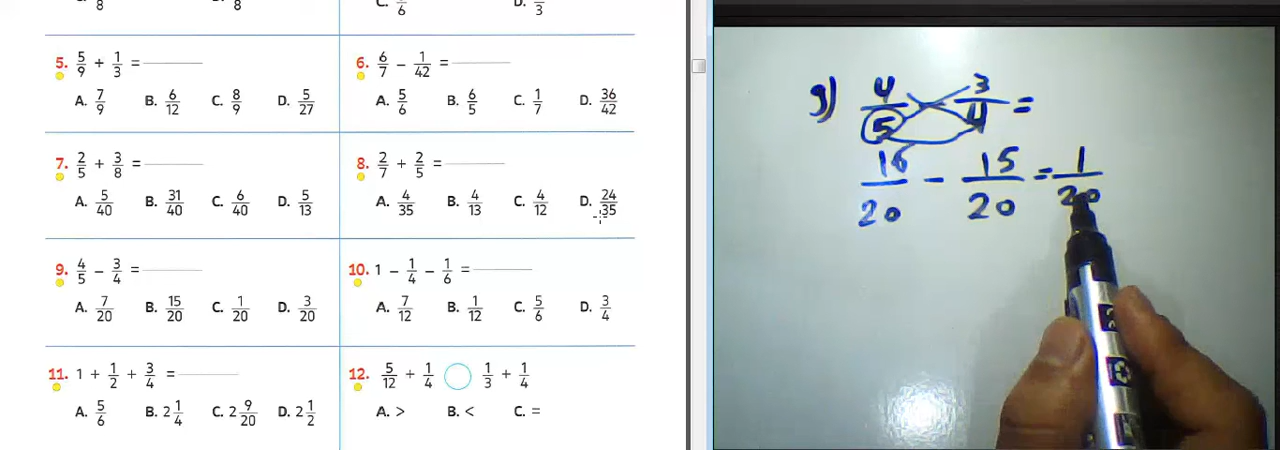 5. 5/9 + 1/3 =
A. 7/9 B. 6/12 C. 8/9 D. 5/27
6. 6/7 - 1/42 =
A. 5/6 B. 6/5 C. 1/7 D. 36/42
7. 2/5 + 3/8 =
A. 5/40 B. 31/40 C. 6/40 D. 5/13
8. 2/7 + 2/5 =
A. 4/35 B. 4/13 C. 4/12 D. 24/35
9. 4/5 - 3/4 =
A. 7/20 B. 15/20 C. 1/20 D. 3/20
10. 1 - 1/4 - 1/6 =
A. 7/12 B. 1/12 C. 5/6 D. 3/4
11. 1 + 1/2 + 3/4 =
A. 5/6 B. 2 1/4 C. 2 9/20 D. 2 1/2
12. 5/12 + 1/4 ◯ 1/3 + 1/4
A. > B. < C. =
9) 4/5 - 3/4 =
16/20 - 15/20 = 1/20